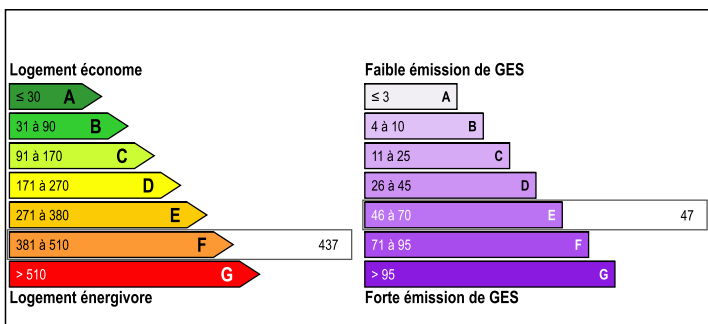 Logement économe
≤ 30 A
31 à 90 B
91 à 170 C
171 à 270 D
271 à 380 E
381 à 510 F 437
> 510 G
Logement énergivore
Faible émission de GES
≤ 3 A
4 à 10 B
11 à 25 C
26 à 45 D
46 à 70 E 47
71 à 95 F
> 95 G
Forte émission de GES